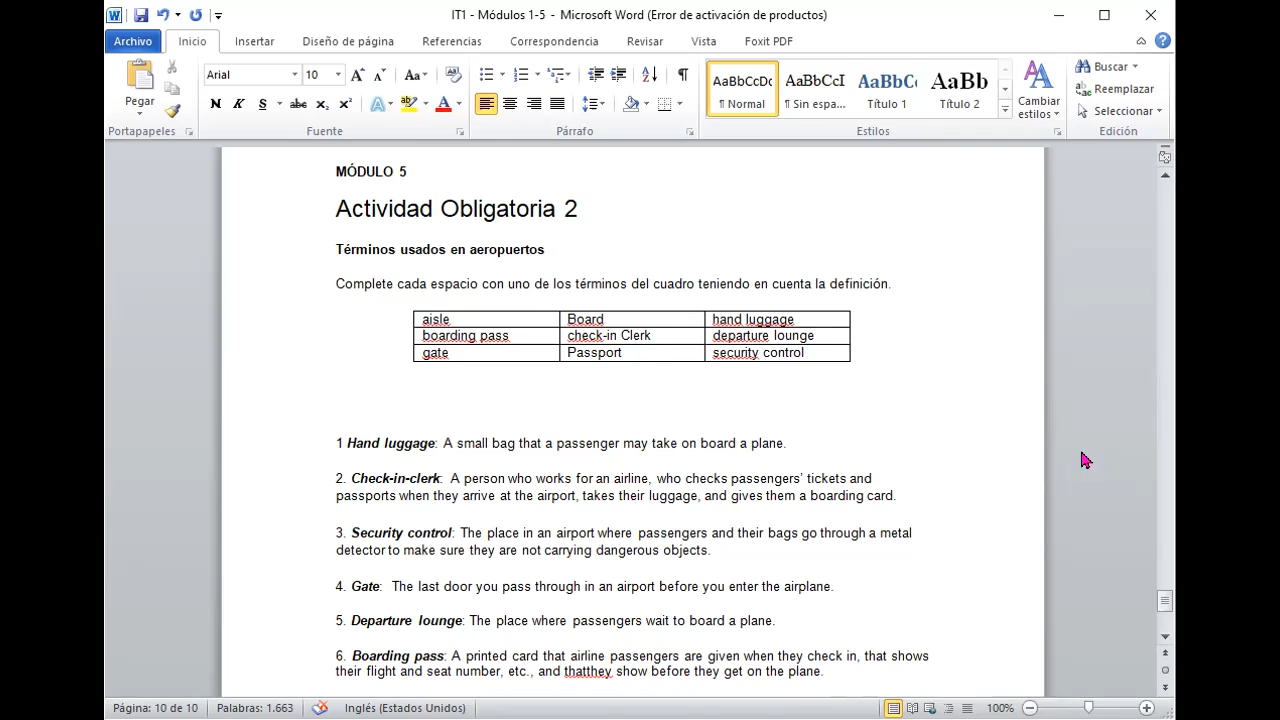 IT1 - Módulos 1-5 - Microsoft Word (Error de activación de productos)
Archivo Inicio Insertar Diseño de página Referencias Correspondencia Revisar Vista Foxit PDF
Arial 10
Pegar
N K S abc x₂ x²
AaBbCcDc AaBbCcI AaBbCc AaBb
¶ Normal ¶ Sin espa... Título 1 Título 2
Cambiar estilos
Buscar
Reemplazar
Seleccionar
Portapapeles Fuente Párrafo Estilos Edición
MÓDULO 5
Actividad Obligatoria 2
Términos usados en aeropuertos
Complete cada espacio con uno de los términos del cuadro teniendo en cuenta la definición.
aisle Board hand luggage
boarding pass check-in Clerk departure lounge
gate Passport security control
1 Hand luggage: A small bag that a passenger may take on board a plane.
2. Check-in-clerk: A person who works for an airline, who checks passengers’ tickets and
passports when they arrive at the airport, takes their luggage, and gives them a boarding card.
3. Security control: The place in an airport where passengers and their bags go through a metal
detector to make sure they are not carrying dangerous objects.
4. Gate: The last door you pass through in an airport before you enter the airplane.
5. Departure lounge: The place where passengers wait to board a plane.
6. Boarding pass: A printed card that airline passengers are given when they check in, that shows
their flight and seat number, etc., and thatthey show before they get on the plane.
Página: 10 de 10 Palabras: 1.663 Inglés (Estados Unidos) 100%